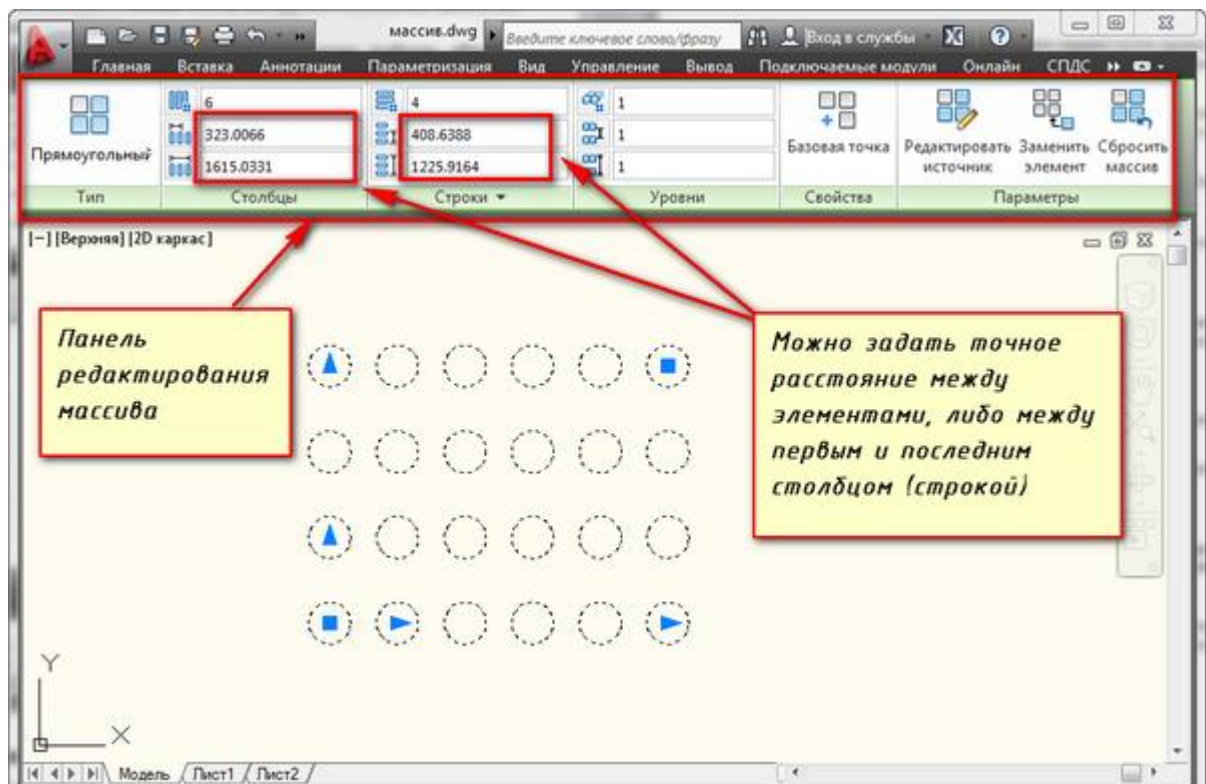 массив.dwg
Введите ключевое слово/фразу
Вход в службы
Главная Вставка Аннотации Параметризация Вид Управление Вывод Подключаемые модули Онлайн СПДС
6 4 1
323.0066 408.6388 1
1615.0331 1225.9164 1
Прямоугольный
Базовая точка
Редактировать источник
Заменить элемент
Сбросить массив
Тип Столбцы Строки Уровни Свойства Параметры
[−] [Верхняя] [2D каркас]
Панель
редактирования
массива
Можно задать точное
расстояние между
элементами, либо между
первым и последним
столбцом (строкой)
Y
X
Модель Лист1 Лист2